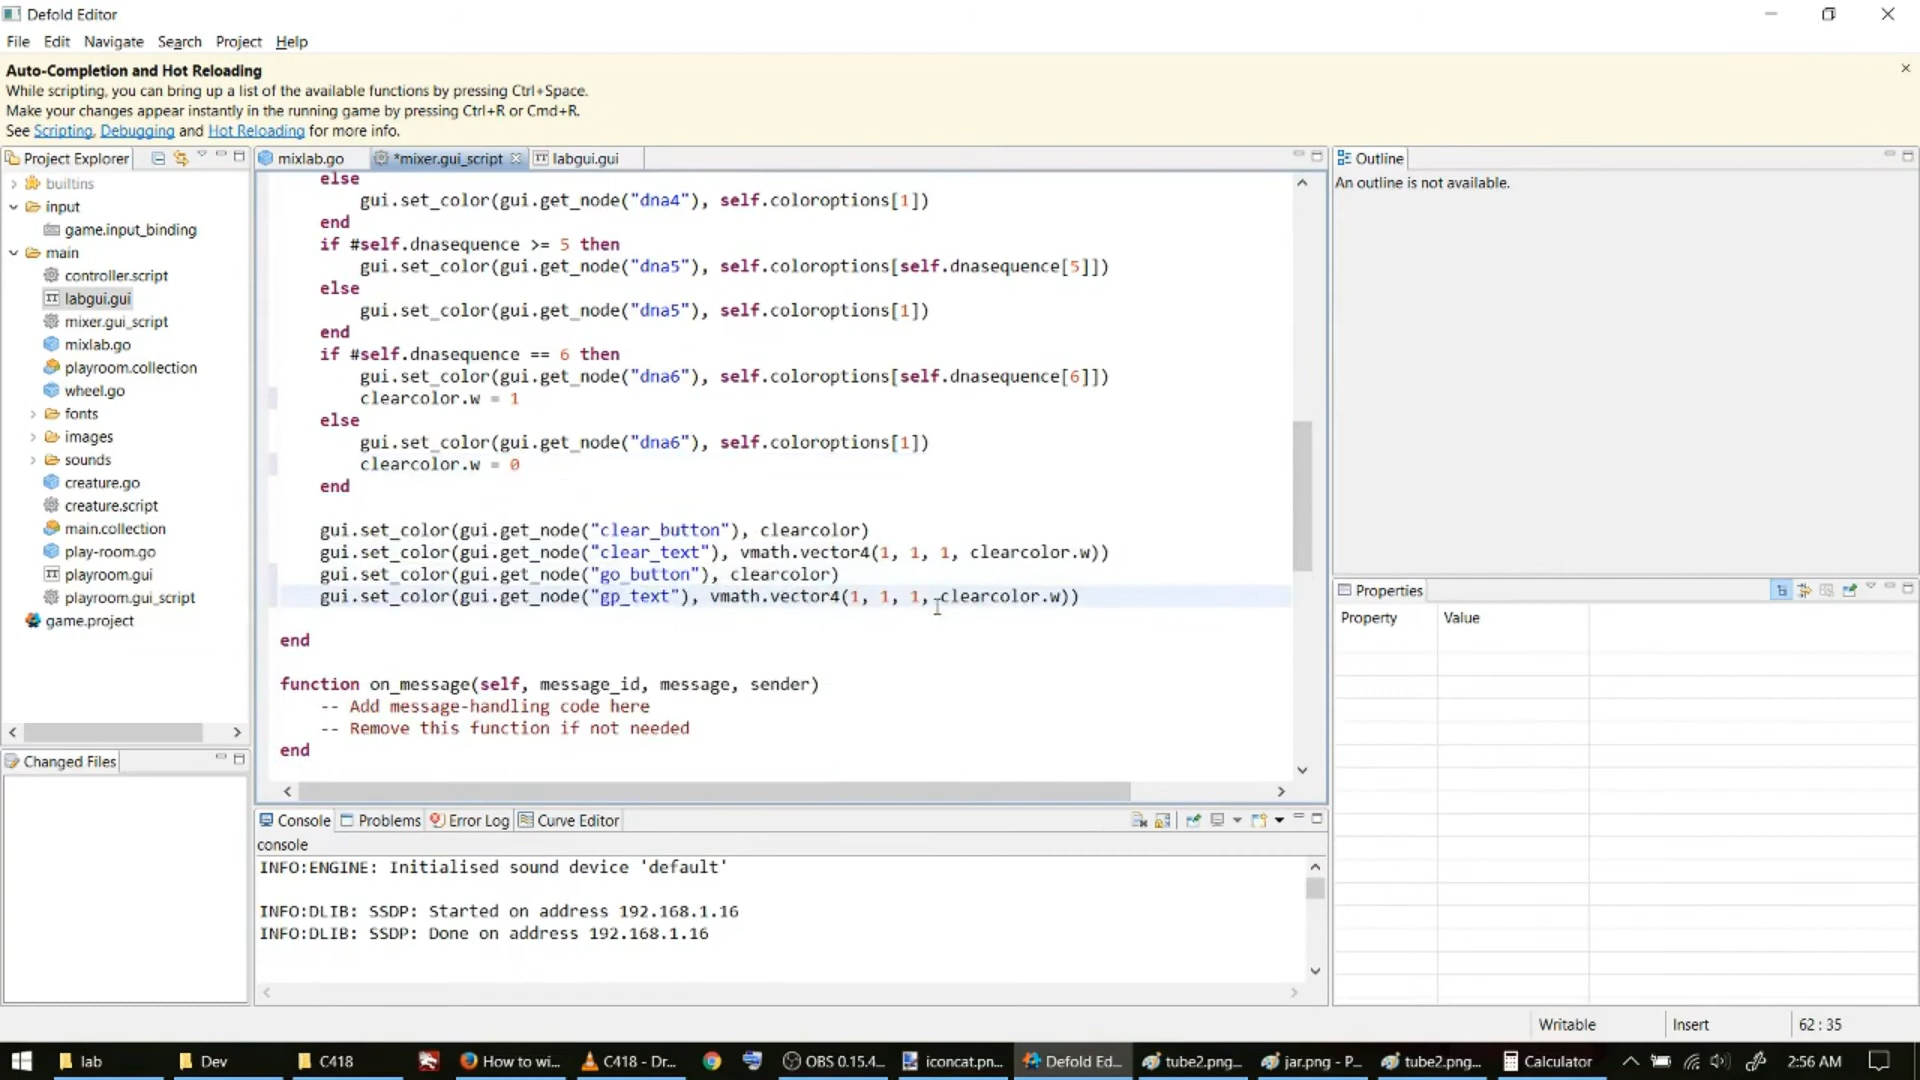 Defold Editor
File Edit Navigate Search Project Help
Auto-Completion and Hot Reloading
While scripting, you can bring up a list of the available functions by pressing Ctrl+Space.
Make your changes appear instantly in the running game by pressing Ctrl+R or Cmd+R.
See Scripting, Debugging and Hot Reloading for more info.
Project Explorer
builtins
input
game.input_binding
main
controller.script
labgui.gui
mixer.gui_script
mixlab.go
playroom.collection
wheel.go
fonts
images
sounds
creature.go
creature.script
main.collection
play-room.go
playroom.gui
playroom.gui_script
game.project
Changed Files
mixlab.go *mixer.gui_script labgui.gui
else
gui.set_color(gui.get_node("dna4"), self.coloroptions[1])
end
if #self.dnasequence >= 5 then
gui.set_color(gui.get_node("dna5"), self.coloroptions[self.dnasequence[5]])
else
gui.set_color(gui.get_node("dna5"), self.coloroptions[1])
end
if #self.dnasequence == 6 then
gui.set_color(gui.get_node("dna6"), self.coloroptions[self.dnasequence[6]])
clearcolor.w = 1
else
gui.set_color(gui.get_node("dna6"), self.coloroptions[1])
clearcolor.w = 0
end
gui.set_color(gui.get_node("clear_button"), clearcolor)
gui.set_color(gui.get_node("clear_text"), vmath.vector4(1, 1, 1, clearcolor.w))
gui.set_color(gui.get_node("go_button"), clearcolor)
gui.set_color(gui.get_node("gp_text"), vmath.vector4(1, 1, 1, clearcolor.w))
end
function on_message(self, message_id, message, sender)
-- Add message-handling code here
-- Remove this function if not needed
end
Console Problems Error Log Curve Editor
console
INFO:ENGINE: Initialised sound device 'default'
INFO:DLIB: SSDP: Started on address 192.168.1.16
INFO:DLIB: SSDP: Done on address 192.168.1.16
Outline
An outline is not available.
Properties
Property Value
Writable Insert 62 : 35
lab Dev C418 How to wi... C418 - Dr... OBS 0.15.4... iconcat.pn... Defold Ed... tube2.png... jar.png - P... tube2.png... Calculator 2:56 AM